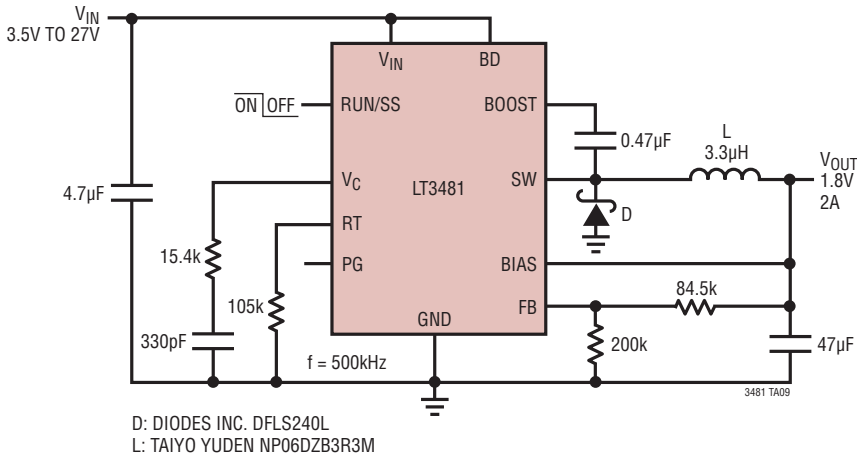 VIN
3.5V TO 27V
VIN
BD
ON OFF
RUN/SS
BOOST
0.47µF
L
3.3µH
VOUT
1.8V
2A
4.7µF
VC
LT3481
SW
D
15.4k
RT
PG
BIAS
105k
84.5k
FB
330pF
GND
200k
47µF
f = 500kHz
3481 TA09
D: DIODES INC. DFLS240L
L: TAIYO YUDEN NP06DZB3R3M